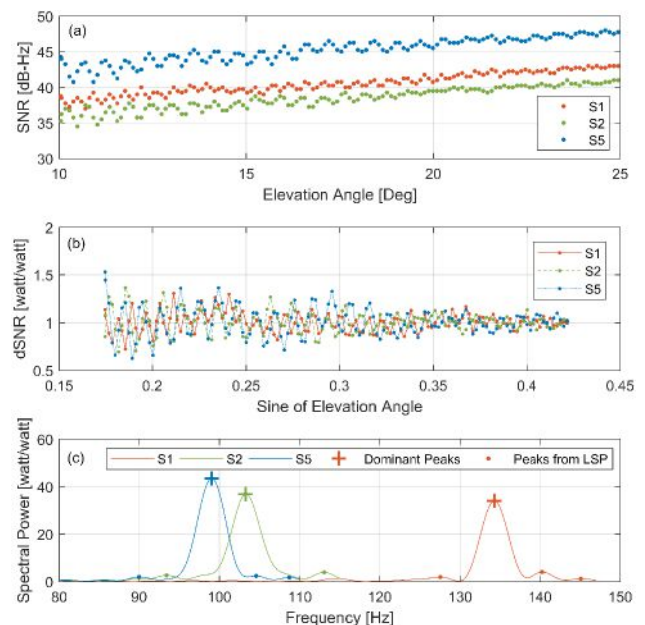 (a)
SNR [dB-Hz]
50
45
40
35
30
S1
S2
S5
10
15
20
25
Elevation Angle [Deg]
(b)
dSNR [watt/watt]
2
1.5
1
0.5
S1
S2
S5
0.15
0.2
0.25
0.3
0.35
0.4
0.45
Sine of Elevation Angle
(c)
Spectral Power [watt/watt]
60
40
20
0
S1
S2
S5
Dominant Peaks
Peaks from LSP
80
90
100
110
120
130
140
150
Frequency [Hz]